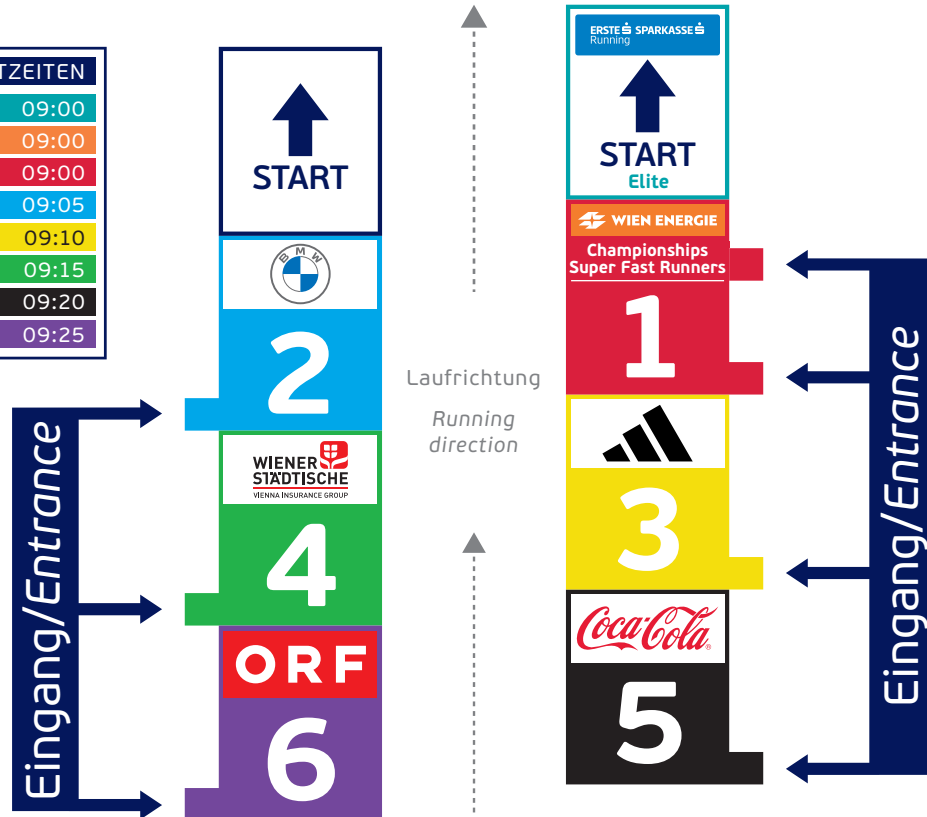 TZEITEN
09:00
09:00
09:00
09:05
09:10
09:15
09:20
09:25
START
BMW
2
WIENER
STÄDTISCHE
VIENNA INSURANCE GROUP
4
ORF
6
Eingang/Entrance
Laufrichtung
Running
direction
ERSTE SPARKASSE
Running
START
Elite
WIEN ENERGIE
Championships
Super Fast Runners
1
3
Coca-Cola
5
Eingang/Entrance